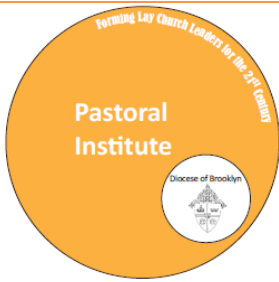 Forming Lay Church Leaders for the 21st Century
Pastoral
Institute
Diocese of Brooklyn